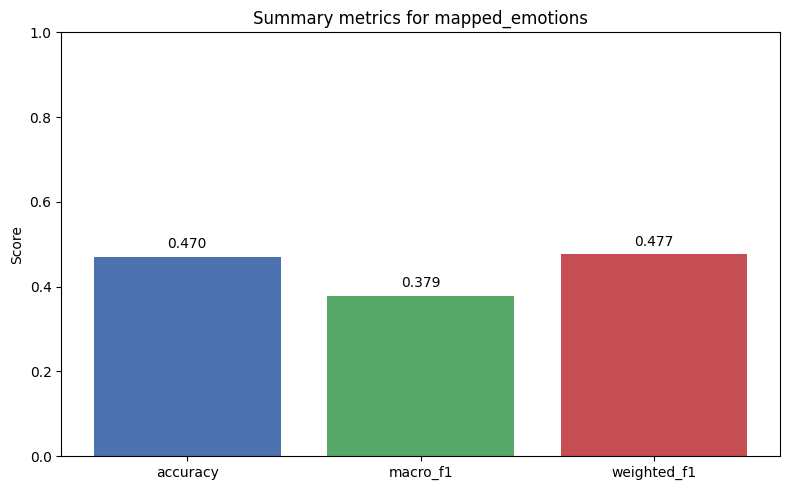 Summary metrics for mapped_emotions
1.0
0.8
0.6
0.4
0.2
0.0
Score
0.470
0.379
0.477
accuracy
macro_f1
weighted_f1